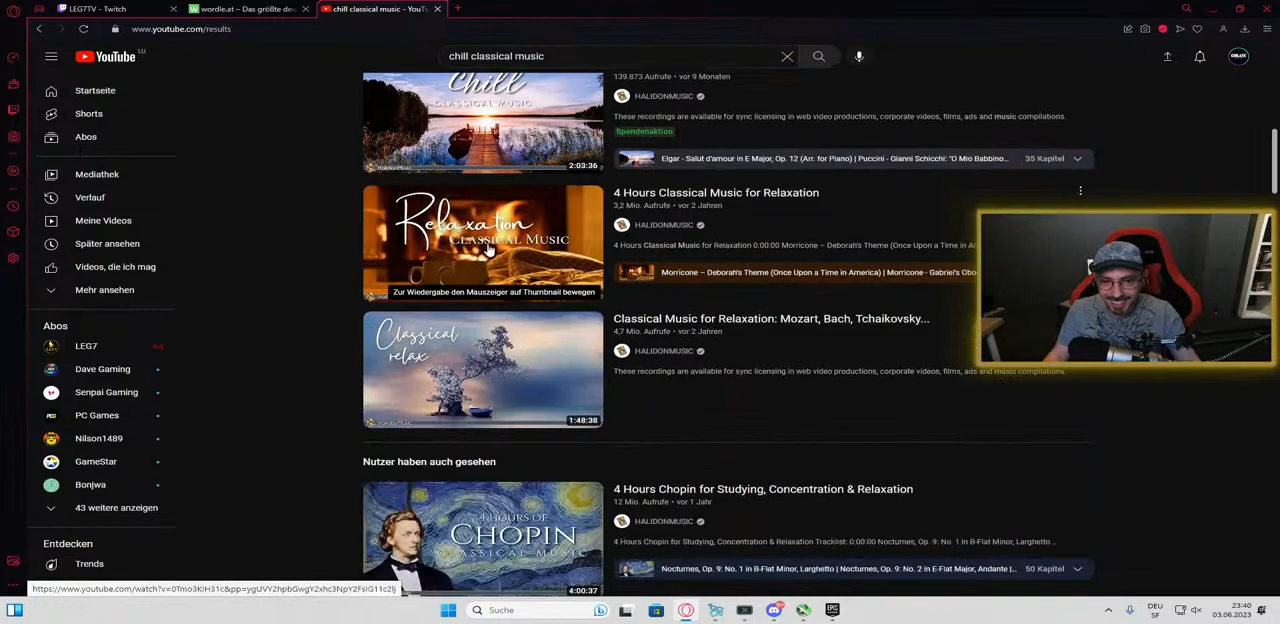 LEG7TV - Twitch
wordle.at – Das größte deu
chill classical music - YouTu
www.youtube.com/results
YouTube
LU
chill classical music
Startseite
Shorts
Abos
Mediathek
Verlauf
Meine Videos
Später ansehen
Videos, die ich mag
Mehr ansehen
Abos
LEG7
Dave Gaming
Senpai Gaming
PC Games
Nilson1489
GameStar
Bonjwa
43 weitere anzeigen
Entdecken
Trends
Chill
CLASSICAL MUSIC
2:03:36
139.873 Aufrufe • vor 9 Monaten
HALIDONMUSIC
These recordings are available for sync licensing in web video productions, corporate videos, films, ads and music compilations.
Spendenaktion
Elgar - Salut d'amour in E Major, Op. 12 (Arr. for Piano) | Puccini - Gianni Schicchi: "O Mio Babbino...
35 Kapitel
Relaxation
CLASSICAL MUSIC
Zur Wiedergabe den Mauszeiger auf Thumbnail bewegen
4 Hours Classical Music for Relaxation
3,2 Mio. Aufrufe • vor 2 Jahren
HALIDONMUSIC
4 Hours Classical Music for Relaxation 0:00:00 Morricone – Deborah's Theme (Once Upon a Time in A
Morricone – Deborah's Theme (Once Upon a Time in America) | Morricone - Gabriel's Obo
Classical
relax
HALIDONMUSIC
1:48:38
Classical Music for Relaxation: Mozart, Bach, Tchaikovsky...
4,7 Mio. Aufrufe • vor 2 Jahren
HALIDONMUSIC
These recordings are available for sync licensing in web video productions, corporate videos, films, ads and music compilations.
Nutzer haben auch gesehen
4 HOURS OF
CHOPIN
CLASSICAL MUSIC
4:00:37
4 Hours Chopin for Studying, Concentration & Relaxation
12 Mio. Aufrufe • vor 1 Jahr
HALIDONMUSIC
4 Hours Chopin for Studying, Concentration & Relaxation Tracklist: 0:00:00 Nocturnes, Op. 9: No. 1 in B-Flat Minor, Larghetto ..
Nocturnes, Op. 9: No. 1 in B-Flat Minor, Larghetto | Nocturnes, Op. 9: No. 2 in E-Flat Major, Andante |...
50 Kapitel
Suche
DEU
SF
23:40
03.06.2023